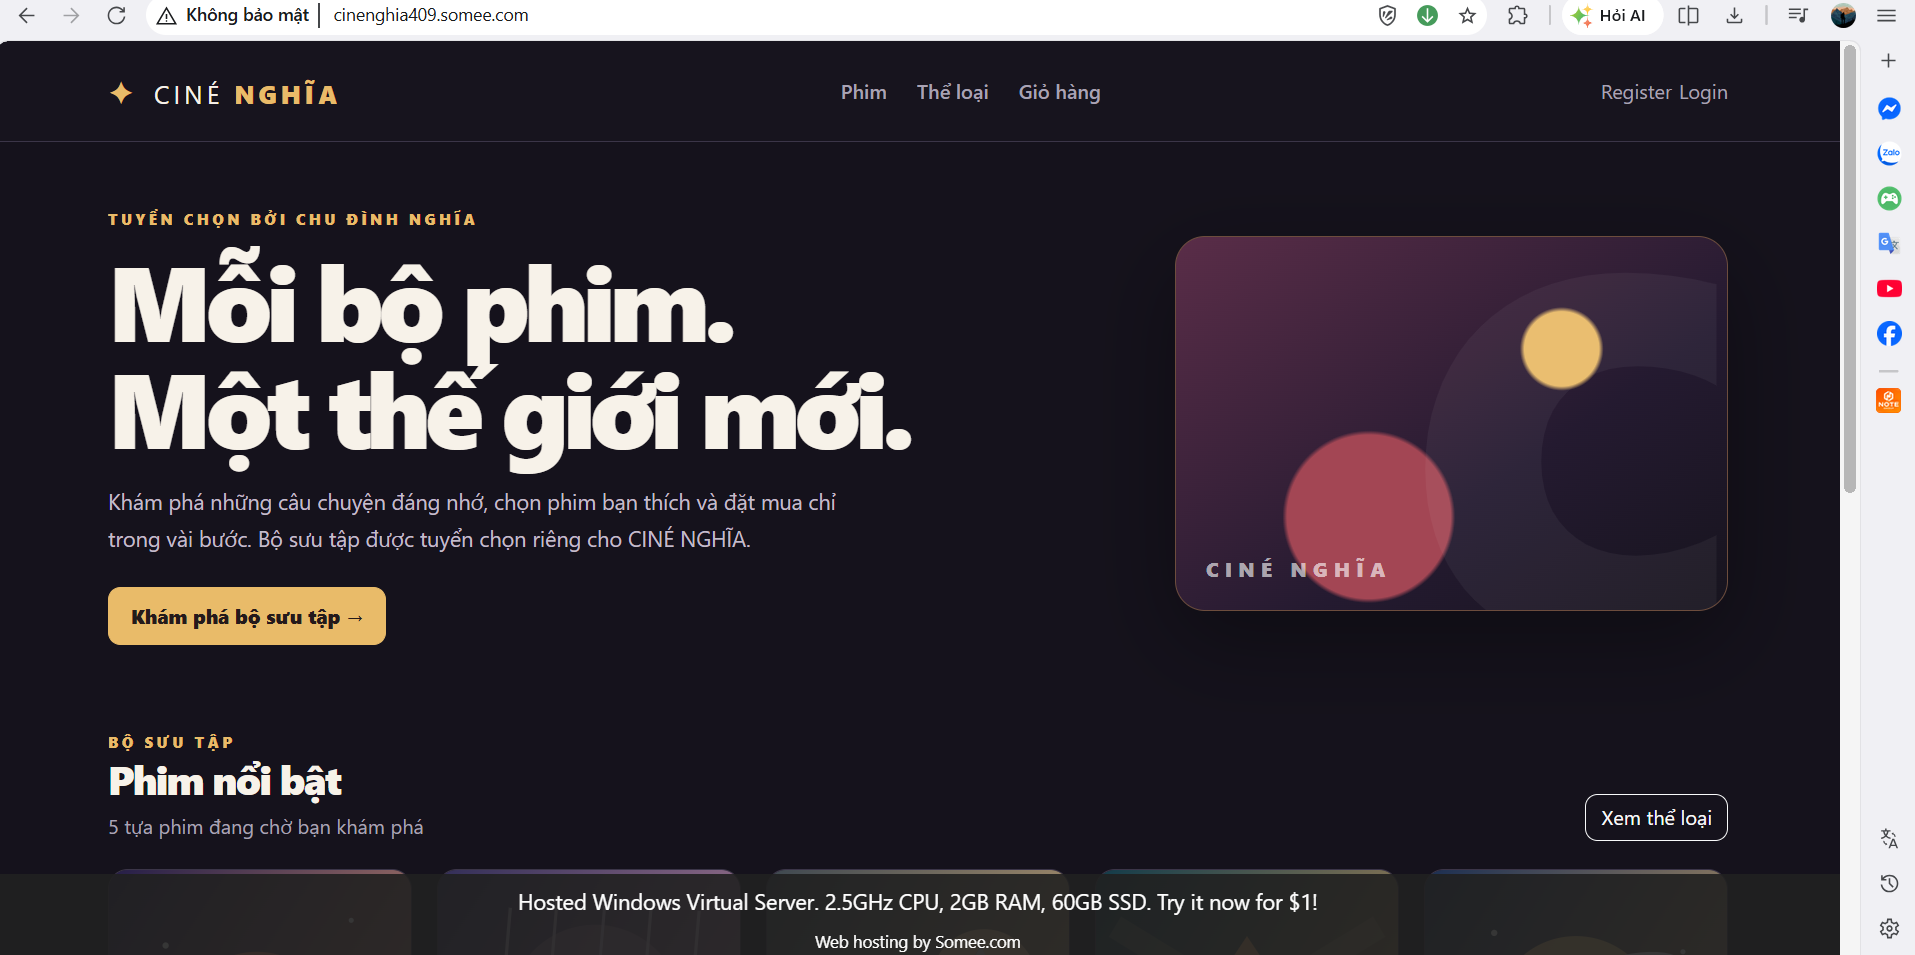 Không bảo mật
cinenghia409.somee.com
Hỏi AI
CINÉ NGHĨA
Phim
Thể loại
Giỏ hàng
Register Login
TUYỂN CHỌN BỞI CHU ĐÌNH NGHĨA
Mỗi bộ phim.
Một thế giới mới.
Khám phá những câu chuyện đáng nhớ, chọn phim bạn thích và đặt mua chỉ
trong vài bước. Bộ sưu tập được tuyển chọn riêng cho CINÉ NGHĨA.
Khám phá bộ sưu tập →
C
CINÉ NGHĨA
BỘ SƯU TẬP
Phim nổi bật
5 tựa phim đang chờ bạn khám phá
Xem thể loại
Hosted Windows Virtual Server. 2.5GHz CPU, 2GB RAM, 60GB SSD. Try it now for $1!
Web hosting by Somee.com
Zalo
NOTE